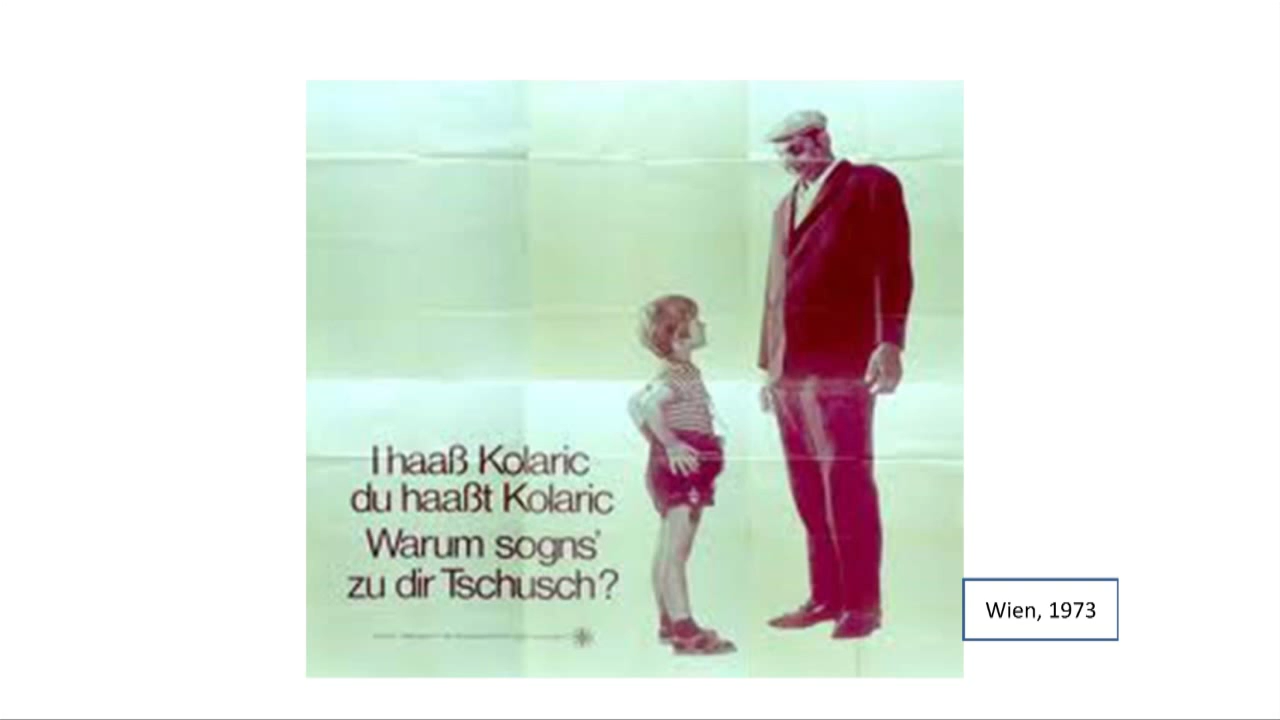 I haaß Kolaric
du haaßt Kolaric
Warum sogns'
zu dir Tschusch?
Wien, 1973